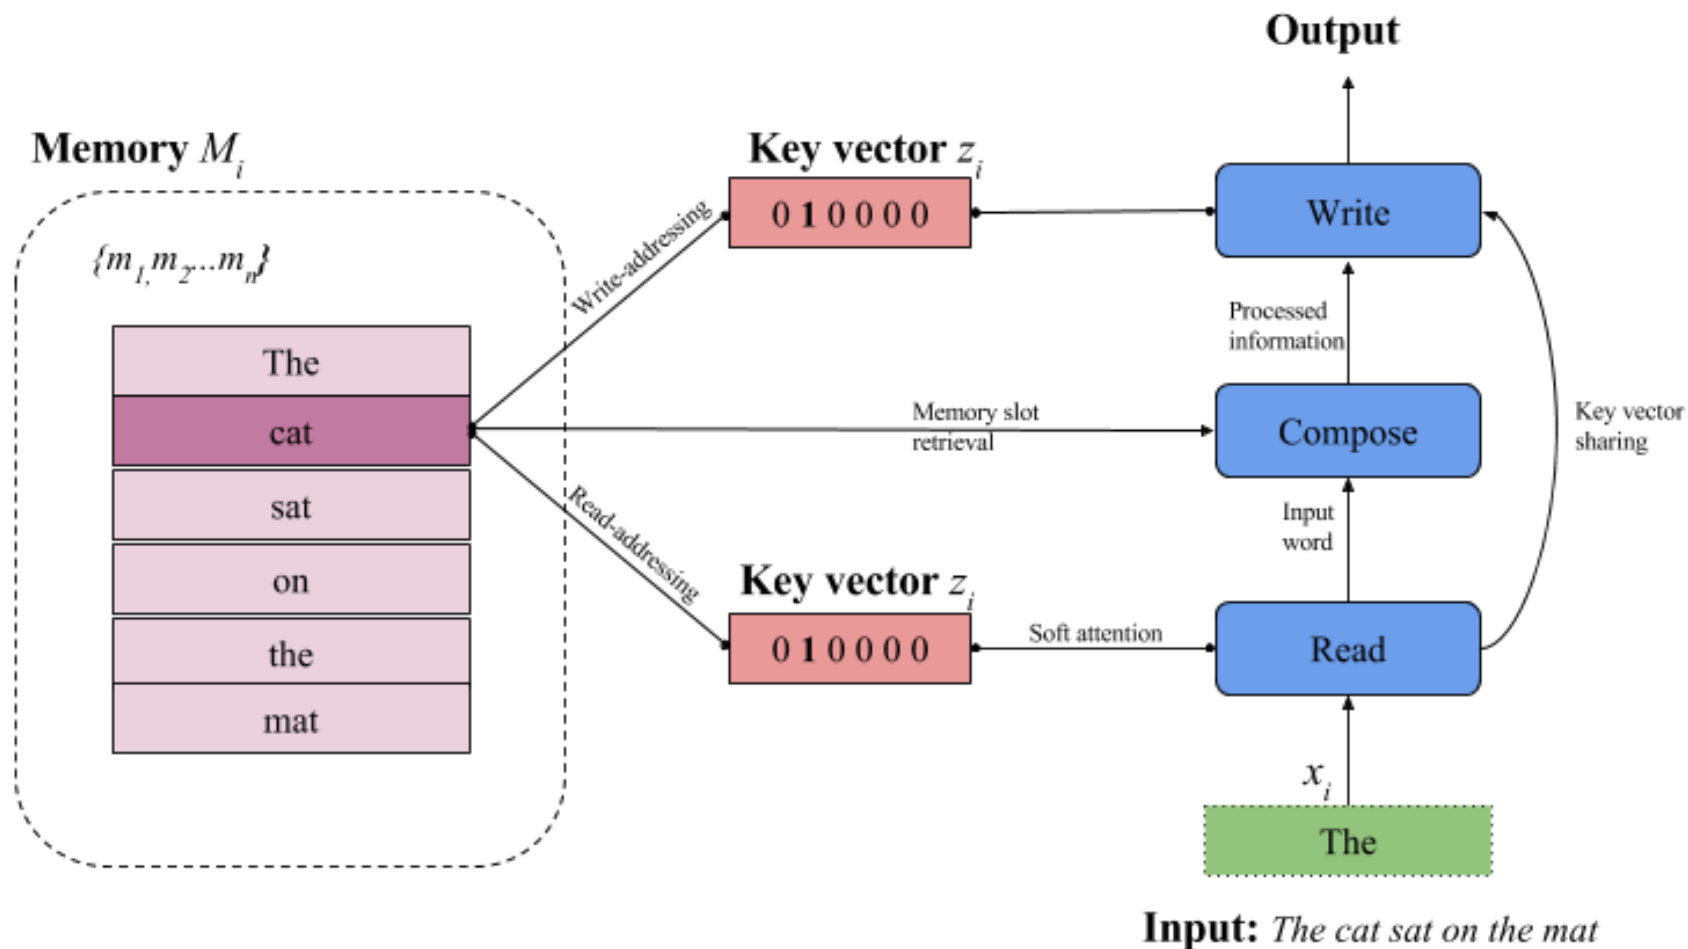 Output
Memory M_i
Key vector z_i
0 1 0 0 0 0
Write
{m_1, m_2...m_n}
Write-addressing
Processed
information
The
cat
sat
on
the
mat
Memory slot
retrieval
Compose
Key vector
sharing
Read-addressing
Input
word
Key vector z_i
0 1 0 0 0 0
Soft attention
Read
x_i
The
Input: The cat sat on the mat